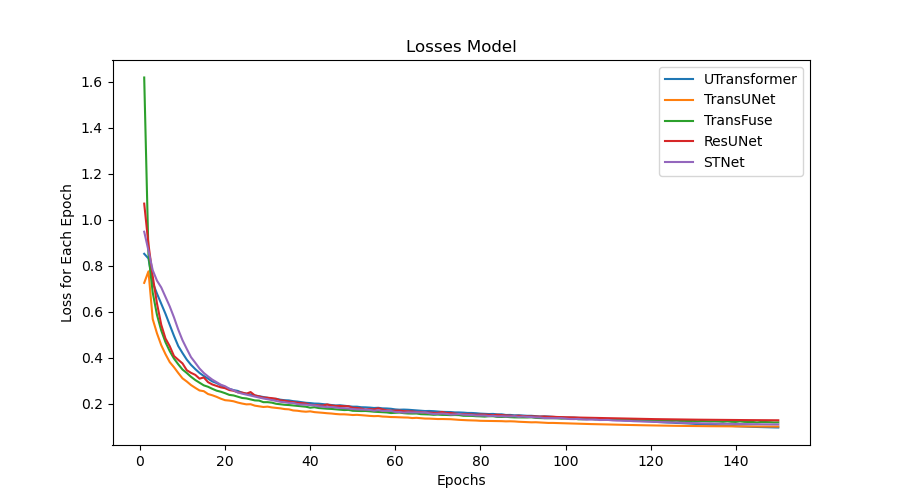 Losses Model
Loss for Each Epoch
1.6
1.4
1.2
1.0
0.8
0.6
0.4
0.2
UTransformer
TransUNet
TransFuse
ResUNet
STNet
0 20 40 60 80 100 120 140
Epochs